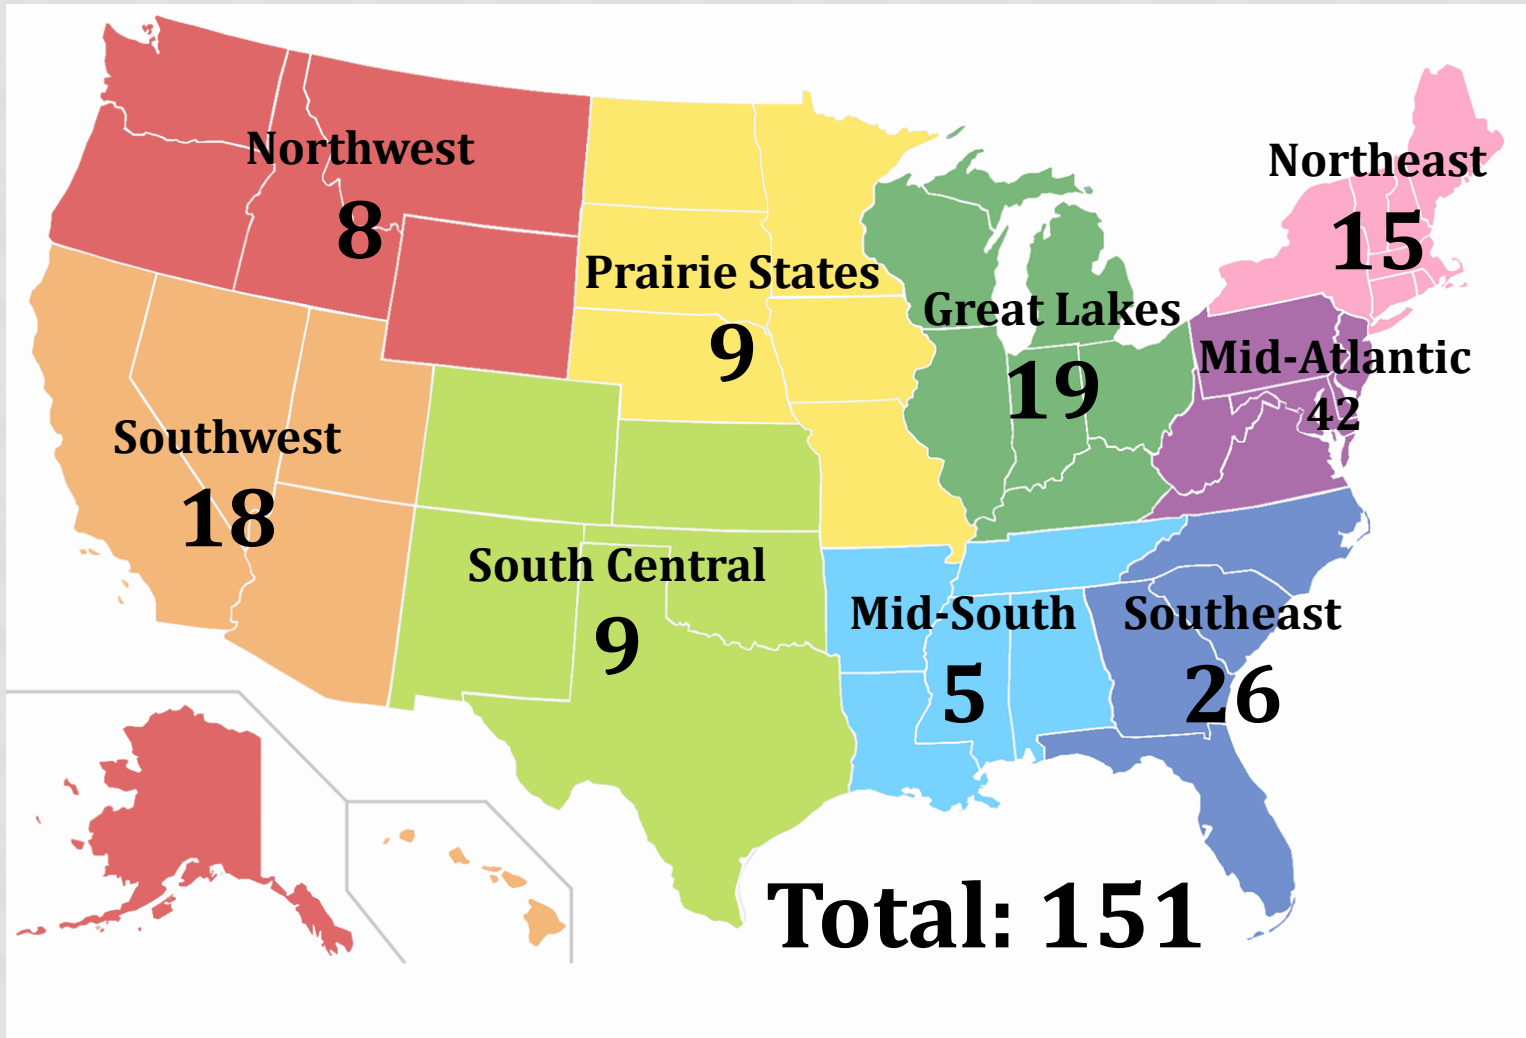 Northwest
8
Northeast
15
Prairie States
9
Great Lakes
19
Mid-Atlantic
42
Southwest
18
South Central
9
Mid-South
5
Southeast
26
Total: 151